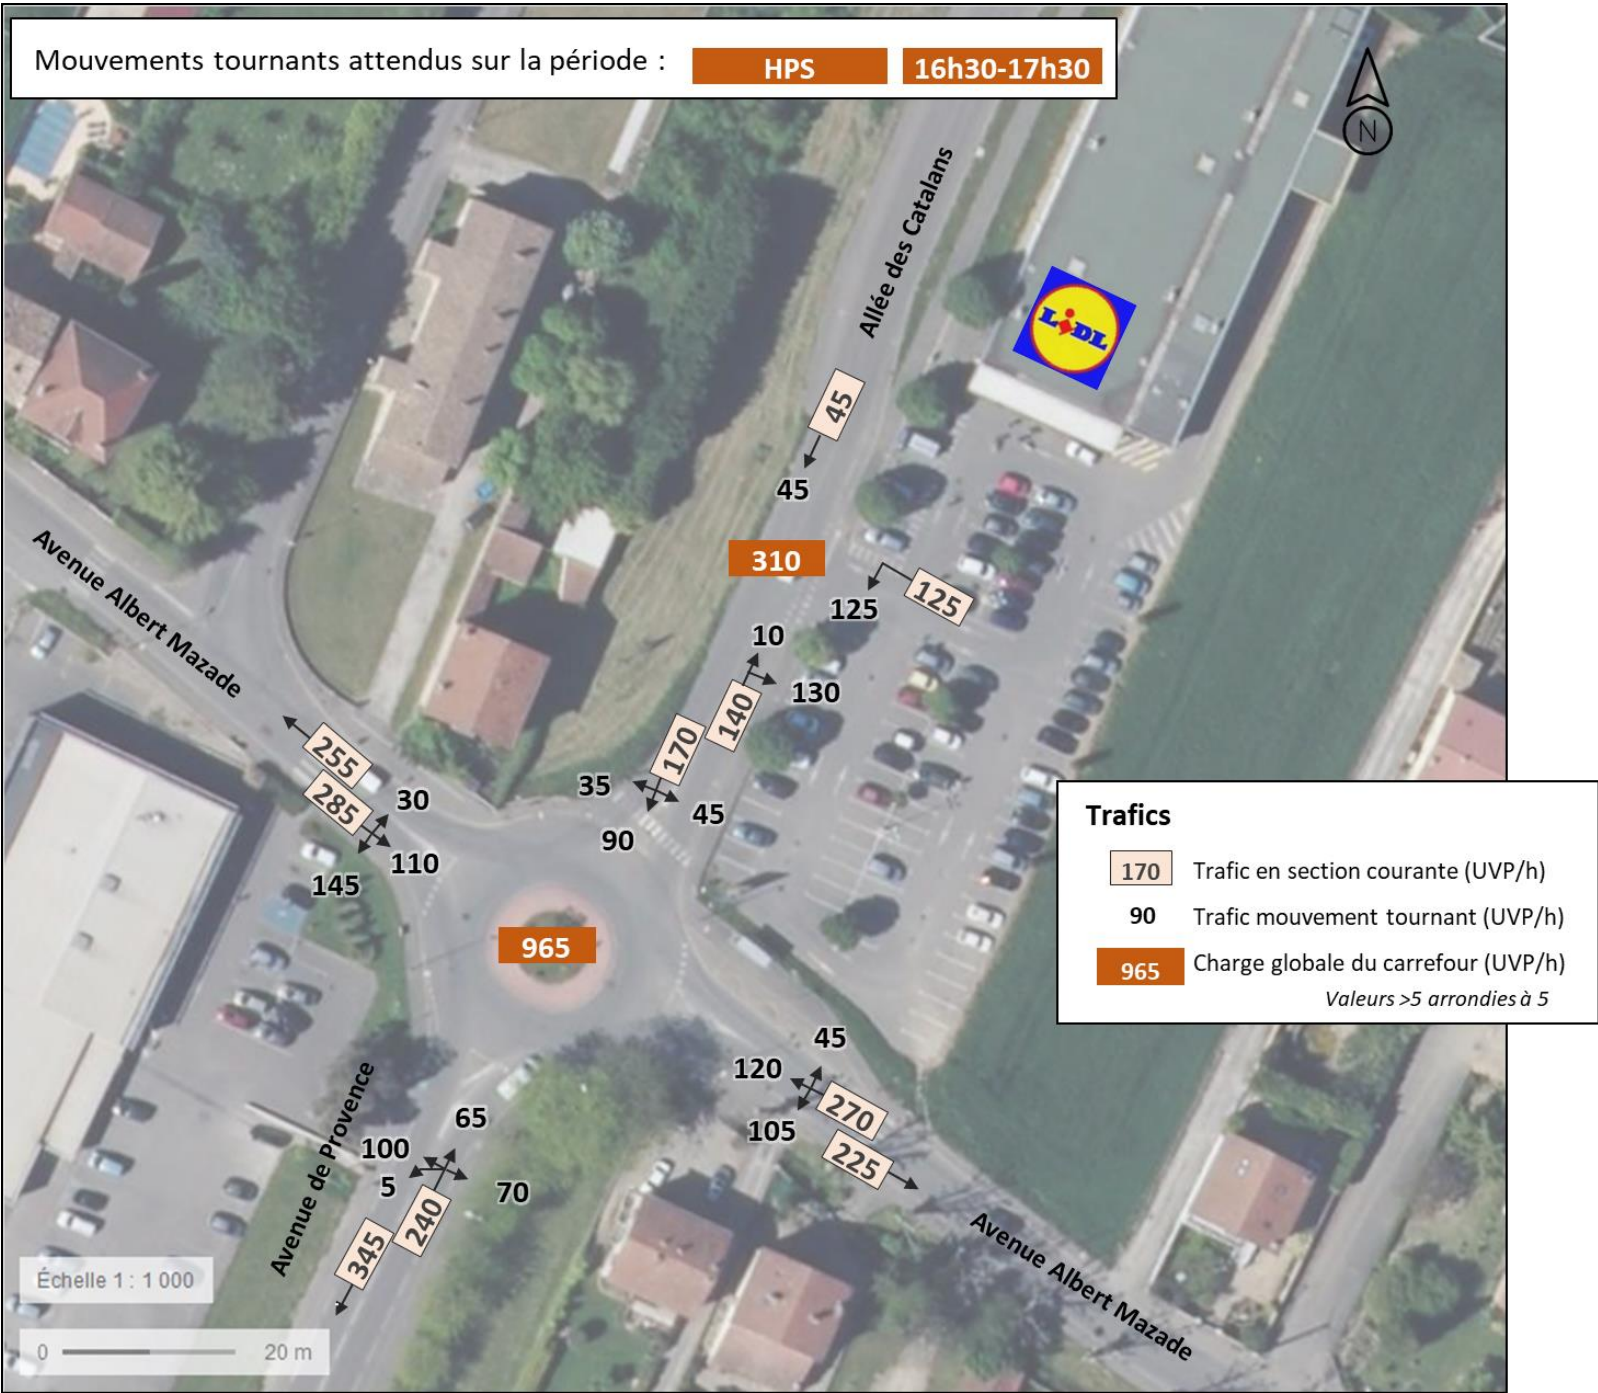 Mouvements tournants attendus sur la période : HPS 16h30-17h30
N
Allée des Catalans
LIDL
45
45
310
125
125
10
130
140
170
35
45
90
Avenue Albert Mazade
255
285
30
110
145
965
Trafics
170 Trafic en section courante (UVP/h)
90 Trafic mouvement tournant (UVP/h)
965 Charge globale du carrefour (UVP/h)
Valeurs >5 arrondies à 5
45
120
270
105
225
65
100
5
70
240
345
Avenue de Provence
Avenue Albert Mazade
Échelle 1 : 1 000
0 20 m